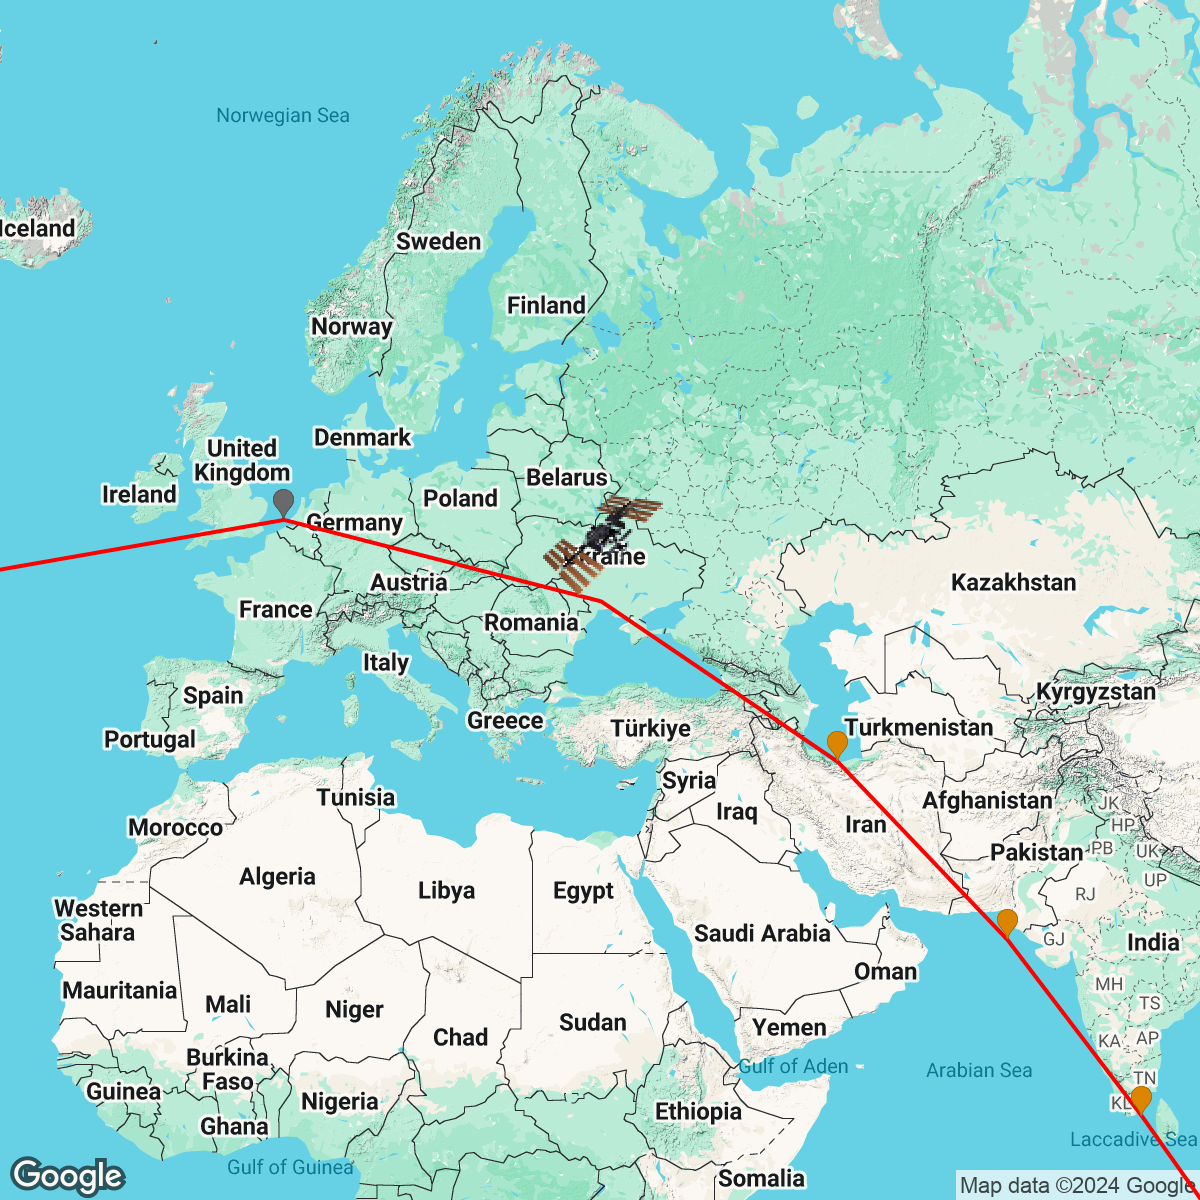 Norwegian Sea
Iceland
Sweden
Finland
Norway
Denmark
United
Kingdom
Ireland
Belarus
Poland
Germany
Ukraine
Austria
Kazakhstan
France
Romania
Italy
Spain
Kyrgyzstan
Greece
Türkiye
Turkmenistan
Portugal
Syria
Tunisia
Afghanistan
JK
Iraq
HP
Morocco
Iran
Pakistan
PB
UK
Algeria
Libya
Egypt
UP
RJ
Western
Sahara
Saudi Arabia
GJ
India
Oman
Mauritania
MH
Mali
Niger
TS
Sudan
Yemen
Chad
KA
AP
Burkina
Faso
Gulf of Aden
Arabian Sea
TN
Guinea
Nigeria
KL
Ethiopia
Ghana
Laccadive Sea
Gulf of Guinea
Somalia
Google
Map data ©2024 Google